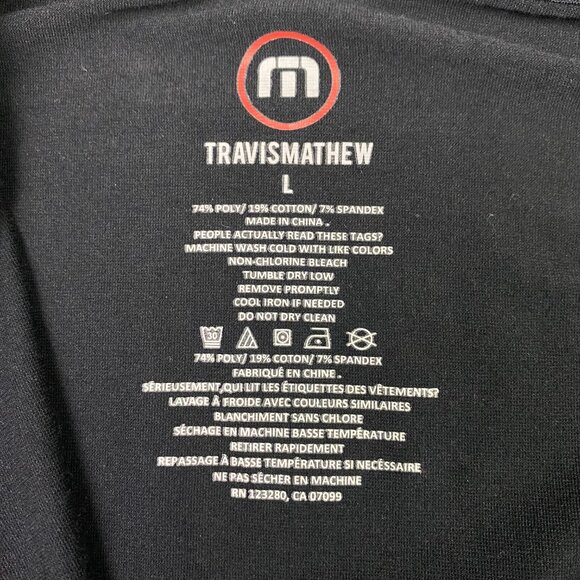 TRAVISMATHEW
L
74% POLY/ 19% COTTON/ 7% SPANDEX
MADE IN CHINA .
PEOPLE ACTUALLY READ THESE TAGS?
MACHINE WASH COLD WITH LIKE COLORS
NON-CHLORINE BLEACH
TUMBLE DRY LOW
REMOVE PROMPTLY
COOL IRON IF NEEDED
DO NOT DRY CLEAN
30
74% POLY/ 19% COTON/ 7% SPANDEX
FABRIQUÉ EN CHINE .
SÉRIEUSEMENT,QUI LIT LES ÉTIQUETTES DES VÊTEMENTS?
LAVAGE À FROIDE AVEC COULEURS SIMILAIRES
BLANCHIMENT SANS CHLORE
SÉCHAGE EN MACHINE BASSE TEMPÉRATURE
RETIRER RAPIDEMENT
REPASSAGE À BASSE TEMPÉRATURE SI NECÉSSAIRE
NE PAS SÉCHER EN MACHINE
RN 123280, CA 07099